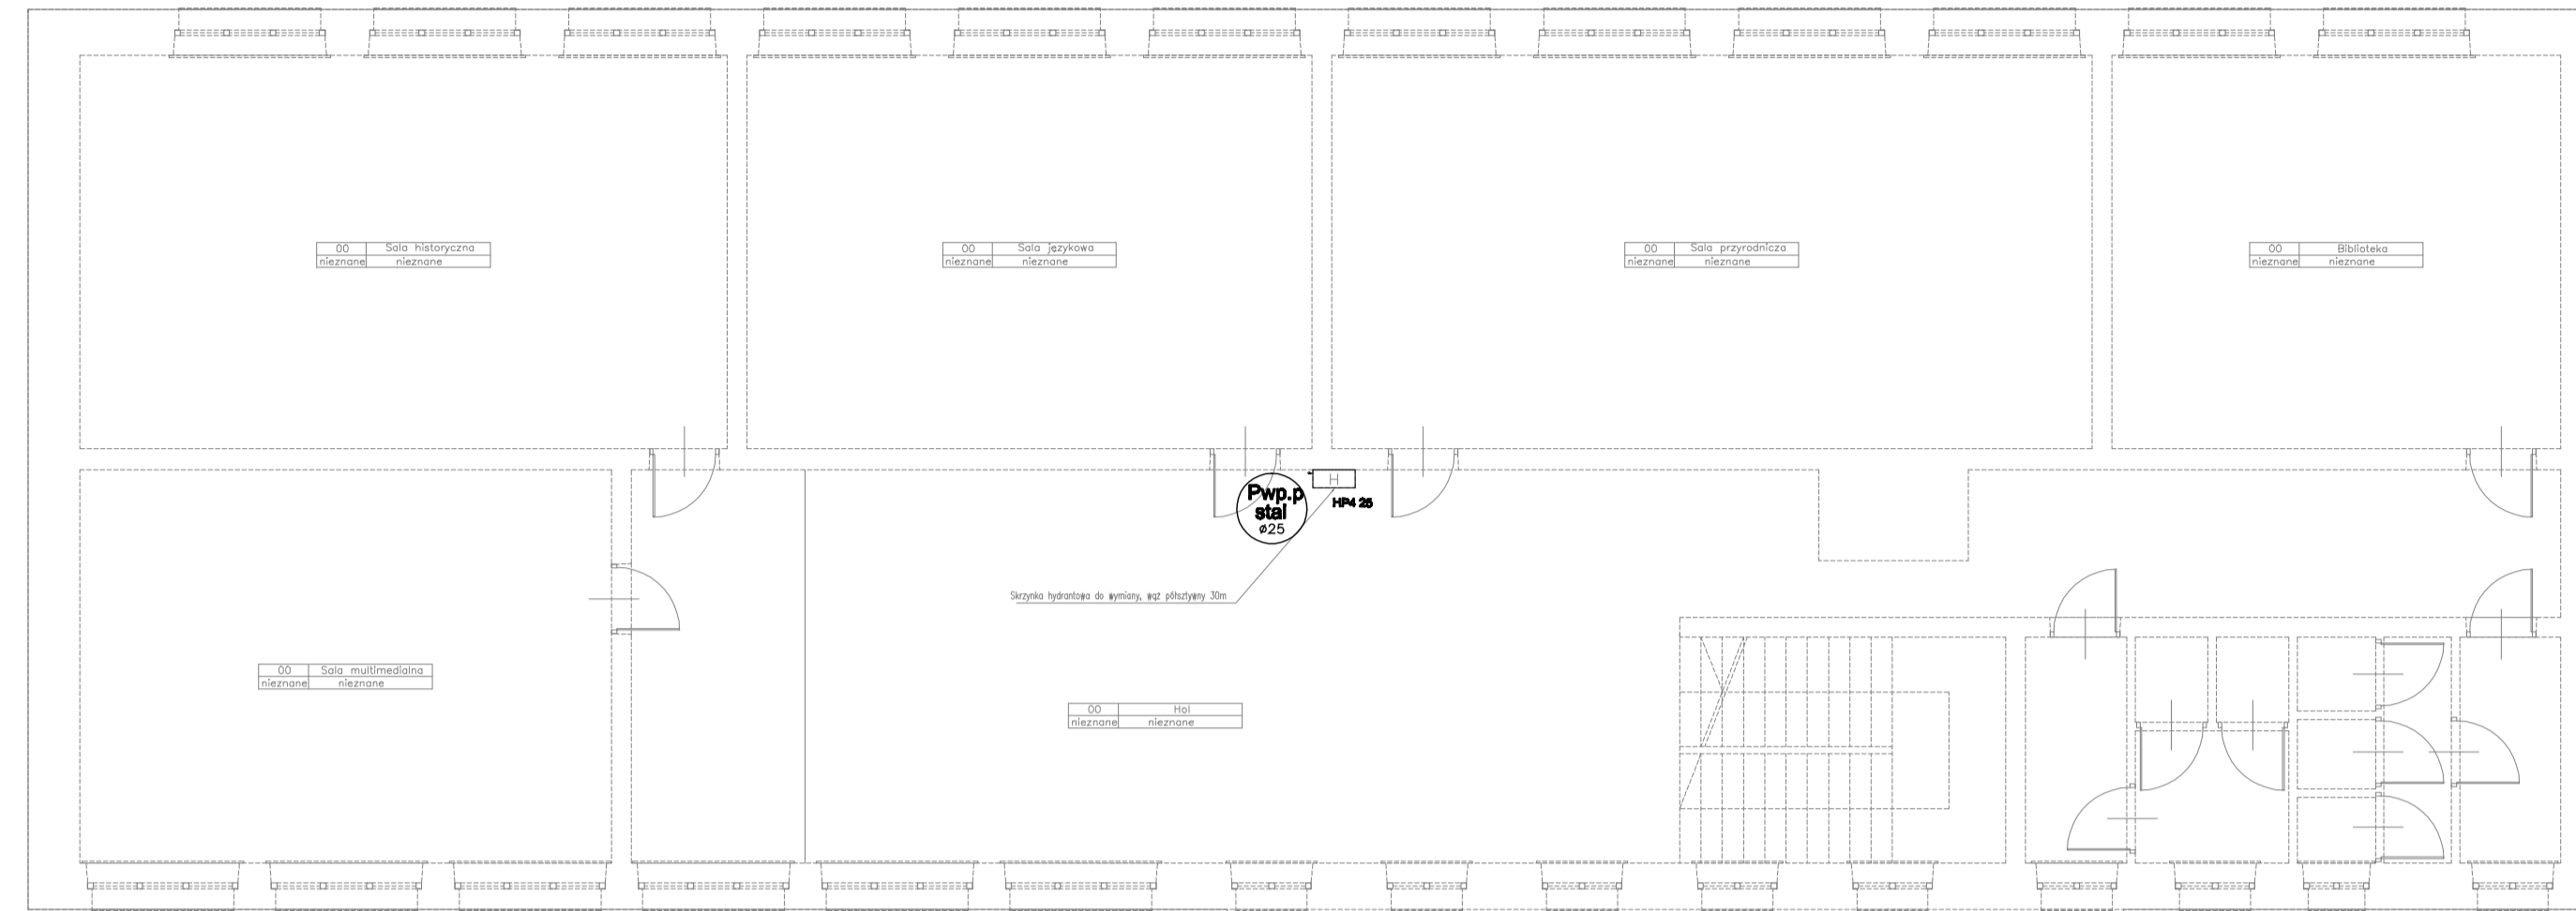 00 Sala historyczna
nieznane nieznane
00 Sala językowa
nieznane nieznane
00 Sala przyrodnicza
nieznane nieznane
00 Biblioteka
nieznane nieznane
Pwp.p
stal
ø25
H
HP4 25
Skrzynka hydrantowa do wymiany, wąż półsztywny 30m
00 Sala multimedialna
nieznane nieznane
00 Hol
nieznane nieznane